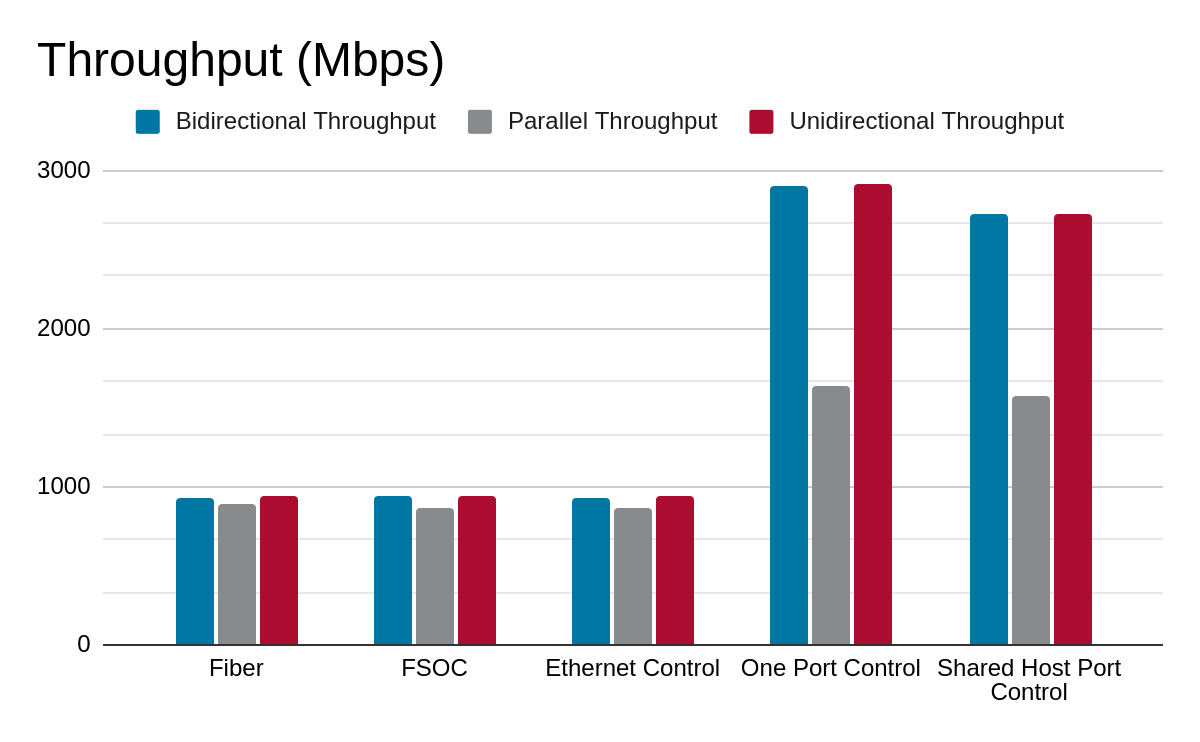 Throughput (Mbps)
Bidirectional Throughput
Parallel Throughput
Unidirectional Throughput
3000
2000
1000
0
Fiber
FSOC
Ethernet Control
One Port Control
Shared Host Port
Control